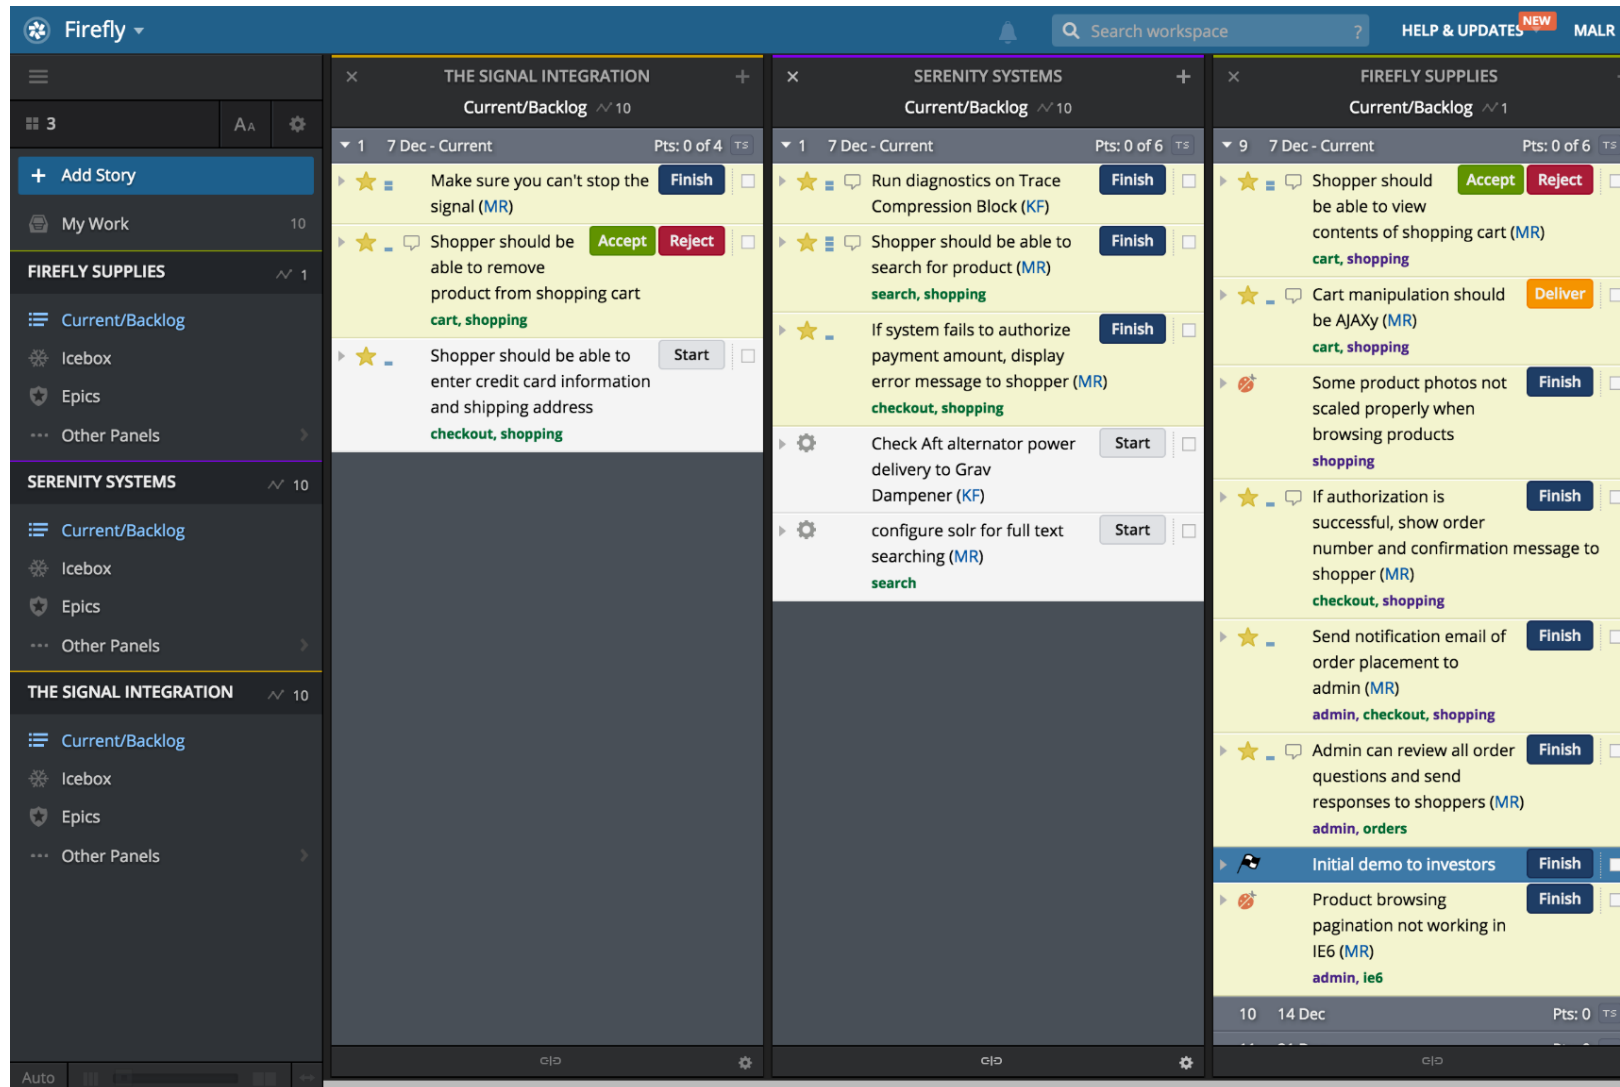 Firefly
Search workspace ?
HELP & UPDATES
NEW
MALR
3
AA
+ Add Story
My Work 10
FIREFLY SUPPLIES 1
Current/Backlog
Icebox
Epics
Other Panels
SERENITY SYSTEMS 10
Current/Backlog
Icebox
Epics
Other Panels
THE SIGNAL INTEGRATION 10
Current/Backlog
Icebox
Epics
Other Panels
Auto
THE SIGNAL INTEGRATION
Current/Backlog 10
1 7 Dec - Current Pts: 0 of 4 TS
Make sure you can't stop the Finish
signal (MR)
Shopper should be Accept Reject
able to remove
product from shopping cart
cart, shopping
Shopper should be able to Start
enter credit card information
and shipping address
checkout, shopping
SERENITY SYSTEMS
Current/Backlog 10
1 7 Dec - Current Pts: 0 of 6 TS
Run diagnostics on Trace Finish
Compression Block (KF)
Shopper should be able to Finish
search for product (MR)
search, shopping
If system fails to authorize Finish
payment amount, display
error message to shopper (MR)
checkout, shopping
Check Aft alternator power Start
delivery to Grav
Dampener (KF)
configure solr for full text Start
searching (MR)
search
FIREFLY SUPPLIES
Current/Backlog 1
9 7 Dec - Current Pts: 0 of 6 TS
Shopper should Accept Reject
be able to view
contents of shopping cart (MR)
cart, shopping
Cart manipulation should Deliver
be AJAXy (MR)
cart, shopping
Some product photos not Finish
scaled properly when
browsing products
shopping
If authorization is Finish
successful, show order
number and confirmation message to
shopper (MR)
checkout, shopping
Send notification email of Finish
order placement to
admin (MR)
admin, checkout, shopping
Admin can review all order Finish
questions and send
responses to shoppers (MR)
admin, orders
Initial demo to investors Finish
Product browsing Finish
pagination not working in
IE6 (MR)
admin, ie6
10 14 Dec Pts: 0 TS